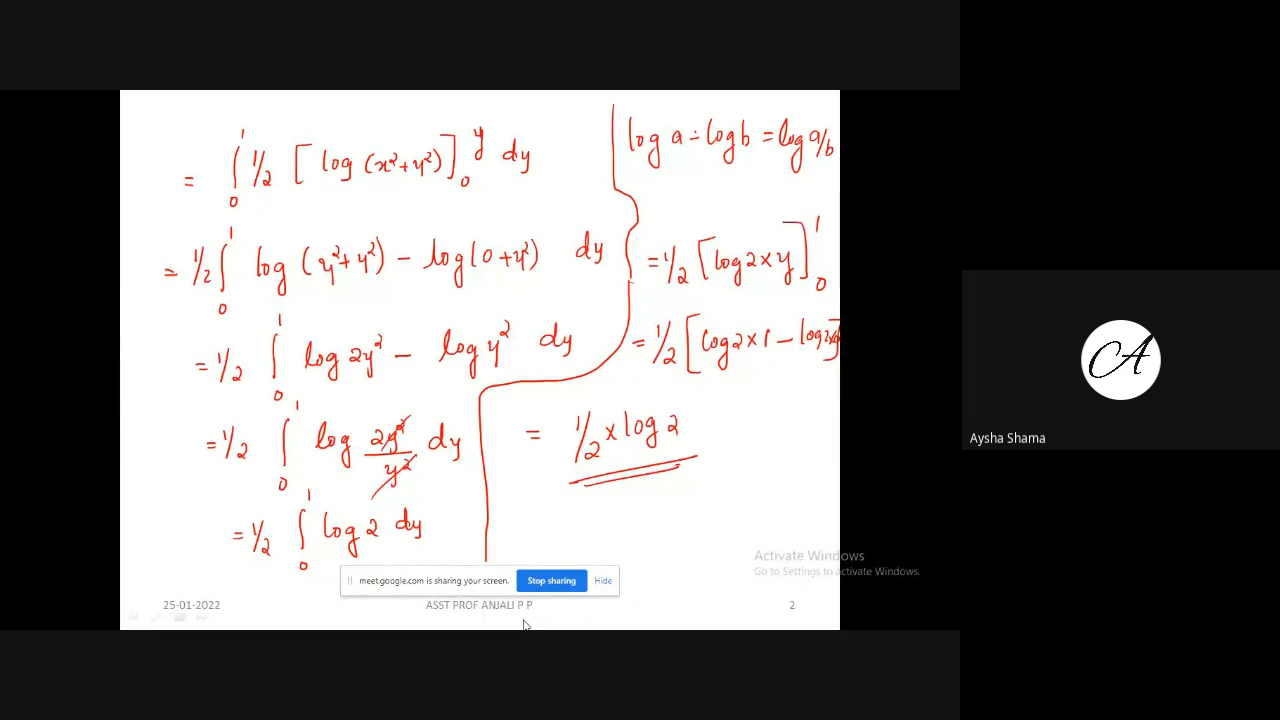 = ∫₀¹ 1/2 [log (x²+y²)]₀ʸ dy
= 1/2 ∫₀¹ log (y²+y²) − log(0+y²) dy
= 1/2 ∫₀¹ log 2y² − log y² dy
= 1/2 ∫₀¹ log 2y²/y² dy
= 1/2 ∫₀¹ log 2 dy
log a - log b = log a/b
= 1/2 [log 2 × y]₀¹
= 1/2 [log 2 × 1 − log 2×0]
= 1/2 × log 2
meet.google.com is sharing your screen. Stop sharing Hide
Activate Windows
Go to Settings to activate Windows.
25-01-2022 ASST PROF ANJALI P P 2
A
Aysha Shama